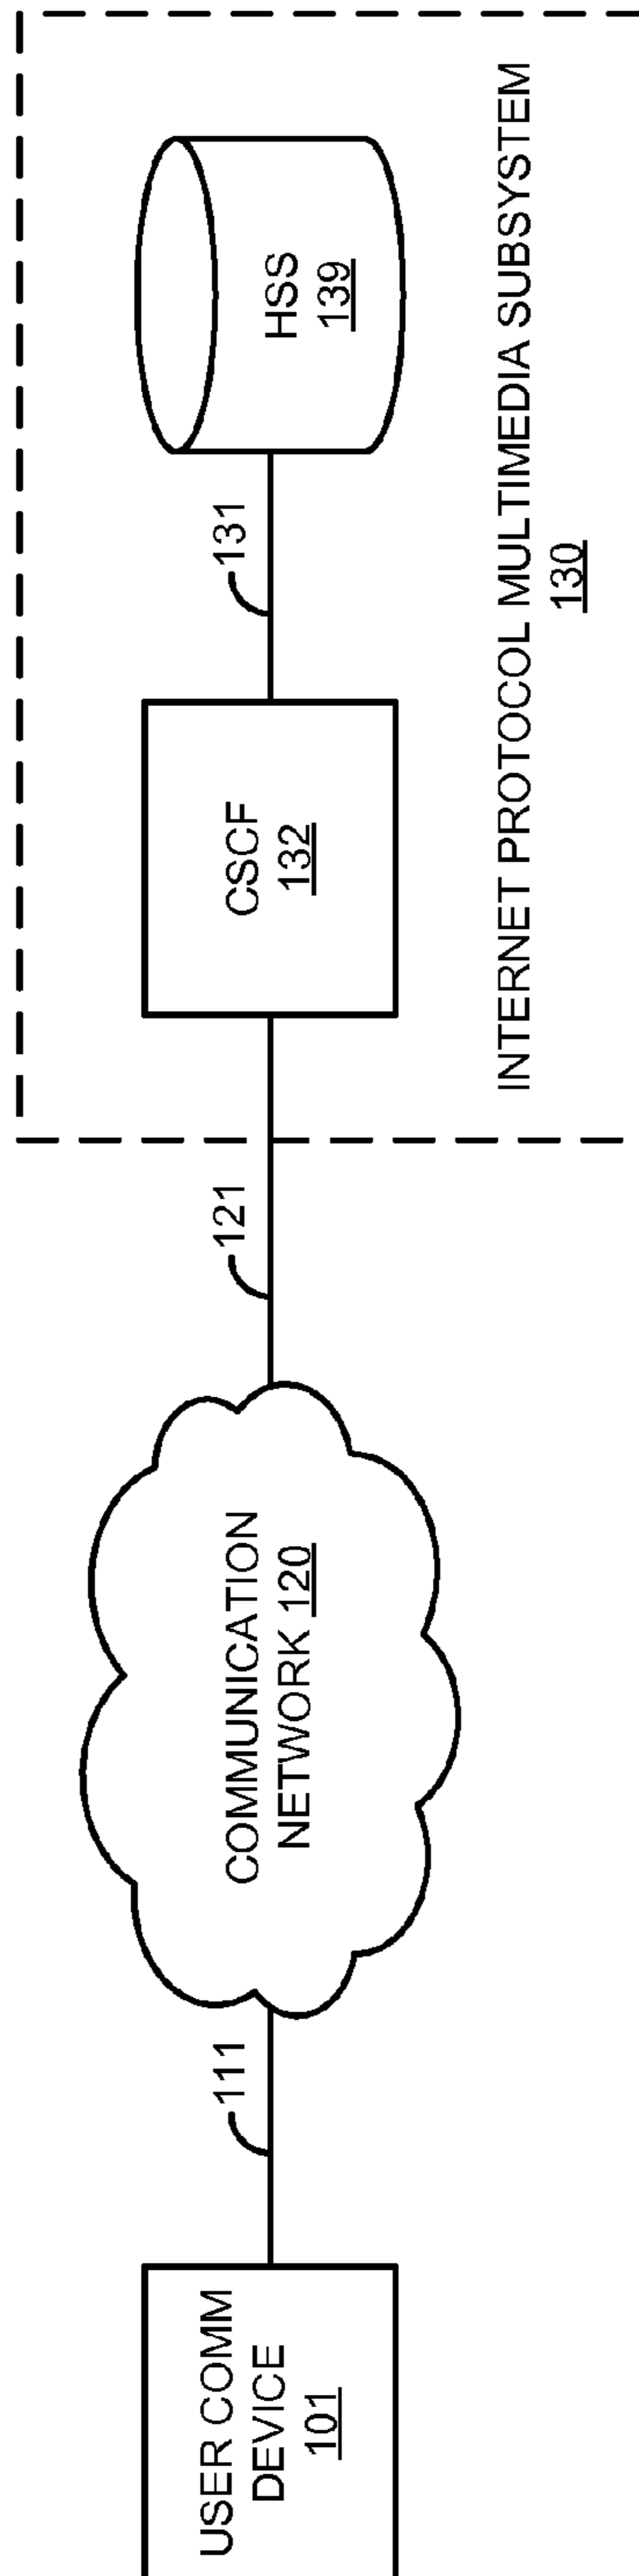 USER COMM
DEVICE
101
111
COMMUNICATION
NETWORK 120
121
CSCF
132
131
HSS
139
INTERNET PROTOCOL MULTIMEDIA SUBSYSTEM
130